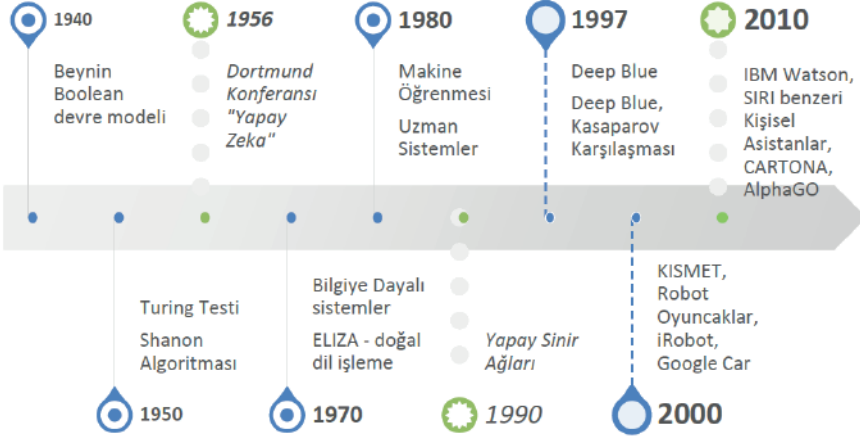 1940
Beynin
Boolean
devre modeli
1956
Dortmund
Konferansı
"Yapay
Zeka"
1980
Makine
Öğrenmesi
Uzman
Sistemler
1997
Deep Blue
Deep Blue,
Kasaparov
Karşılaşması
2010
IBM Watson,
SIRI benzeri
Kişisel
Asistanlar,
CARTONA,
AlphaGO
Turing Testi
Shanon
Algoritması
1950
Bilgiye Dayalı
sistemler
ELIZA - doğal
dil işleme
1970
Yapay Sinir
Ağları
1990
KISMET,
Robot
Oyuncaklar,
iRobot,
Google Car
2000